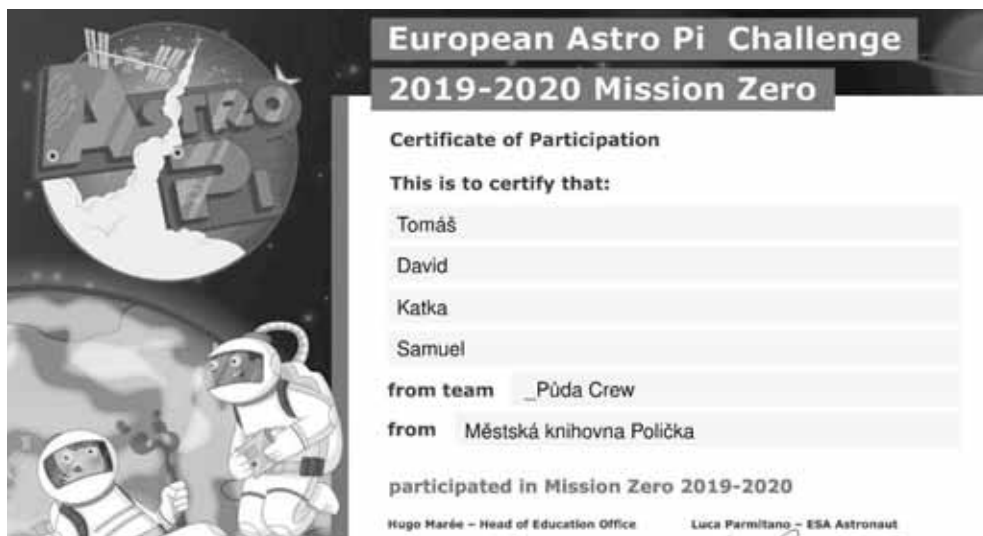 ASTRO
PI
European Astro Pi Challenge
2019-2020 Mission Zero
Certificate of Participation
This is to certify that:
Tomáš
David
Katka
Samuel
from team _Půda Crew
from Městská knihovna Polička
participated in Mission Zero 2019-2020
Hugo Marée – Head of Education Office Luca Parmitano – ESA Astronaut